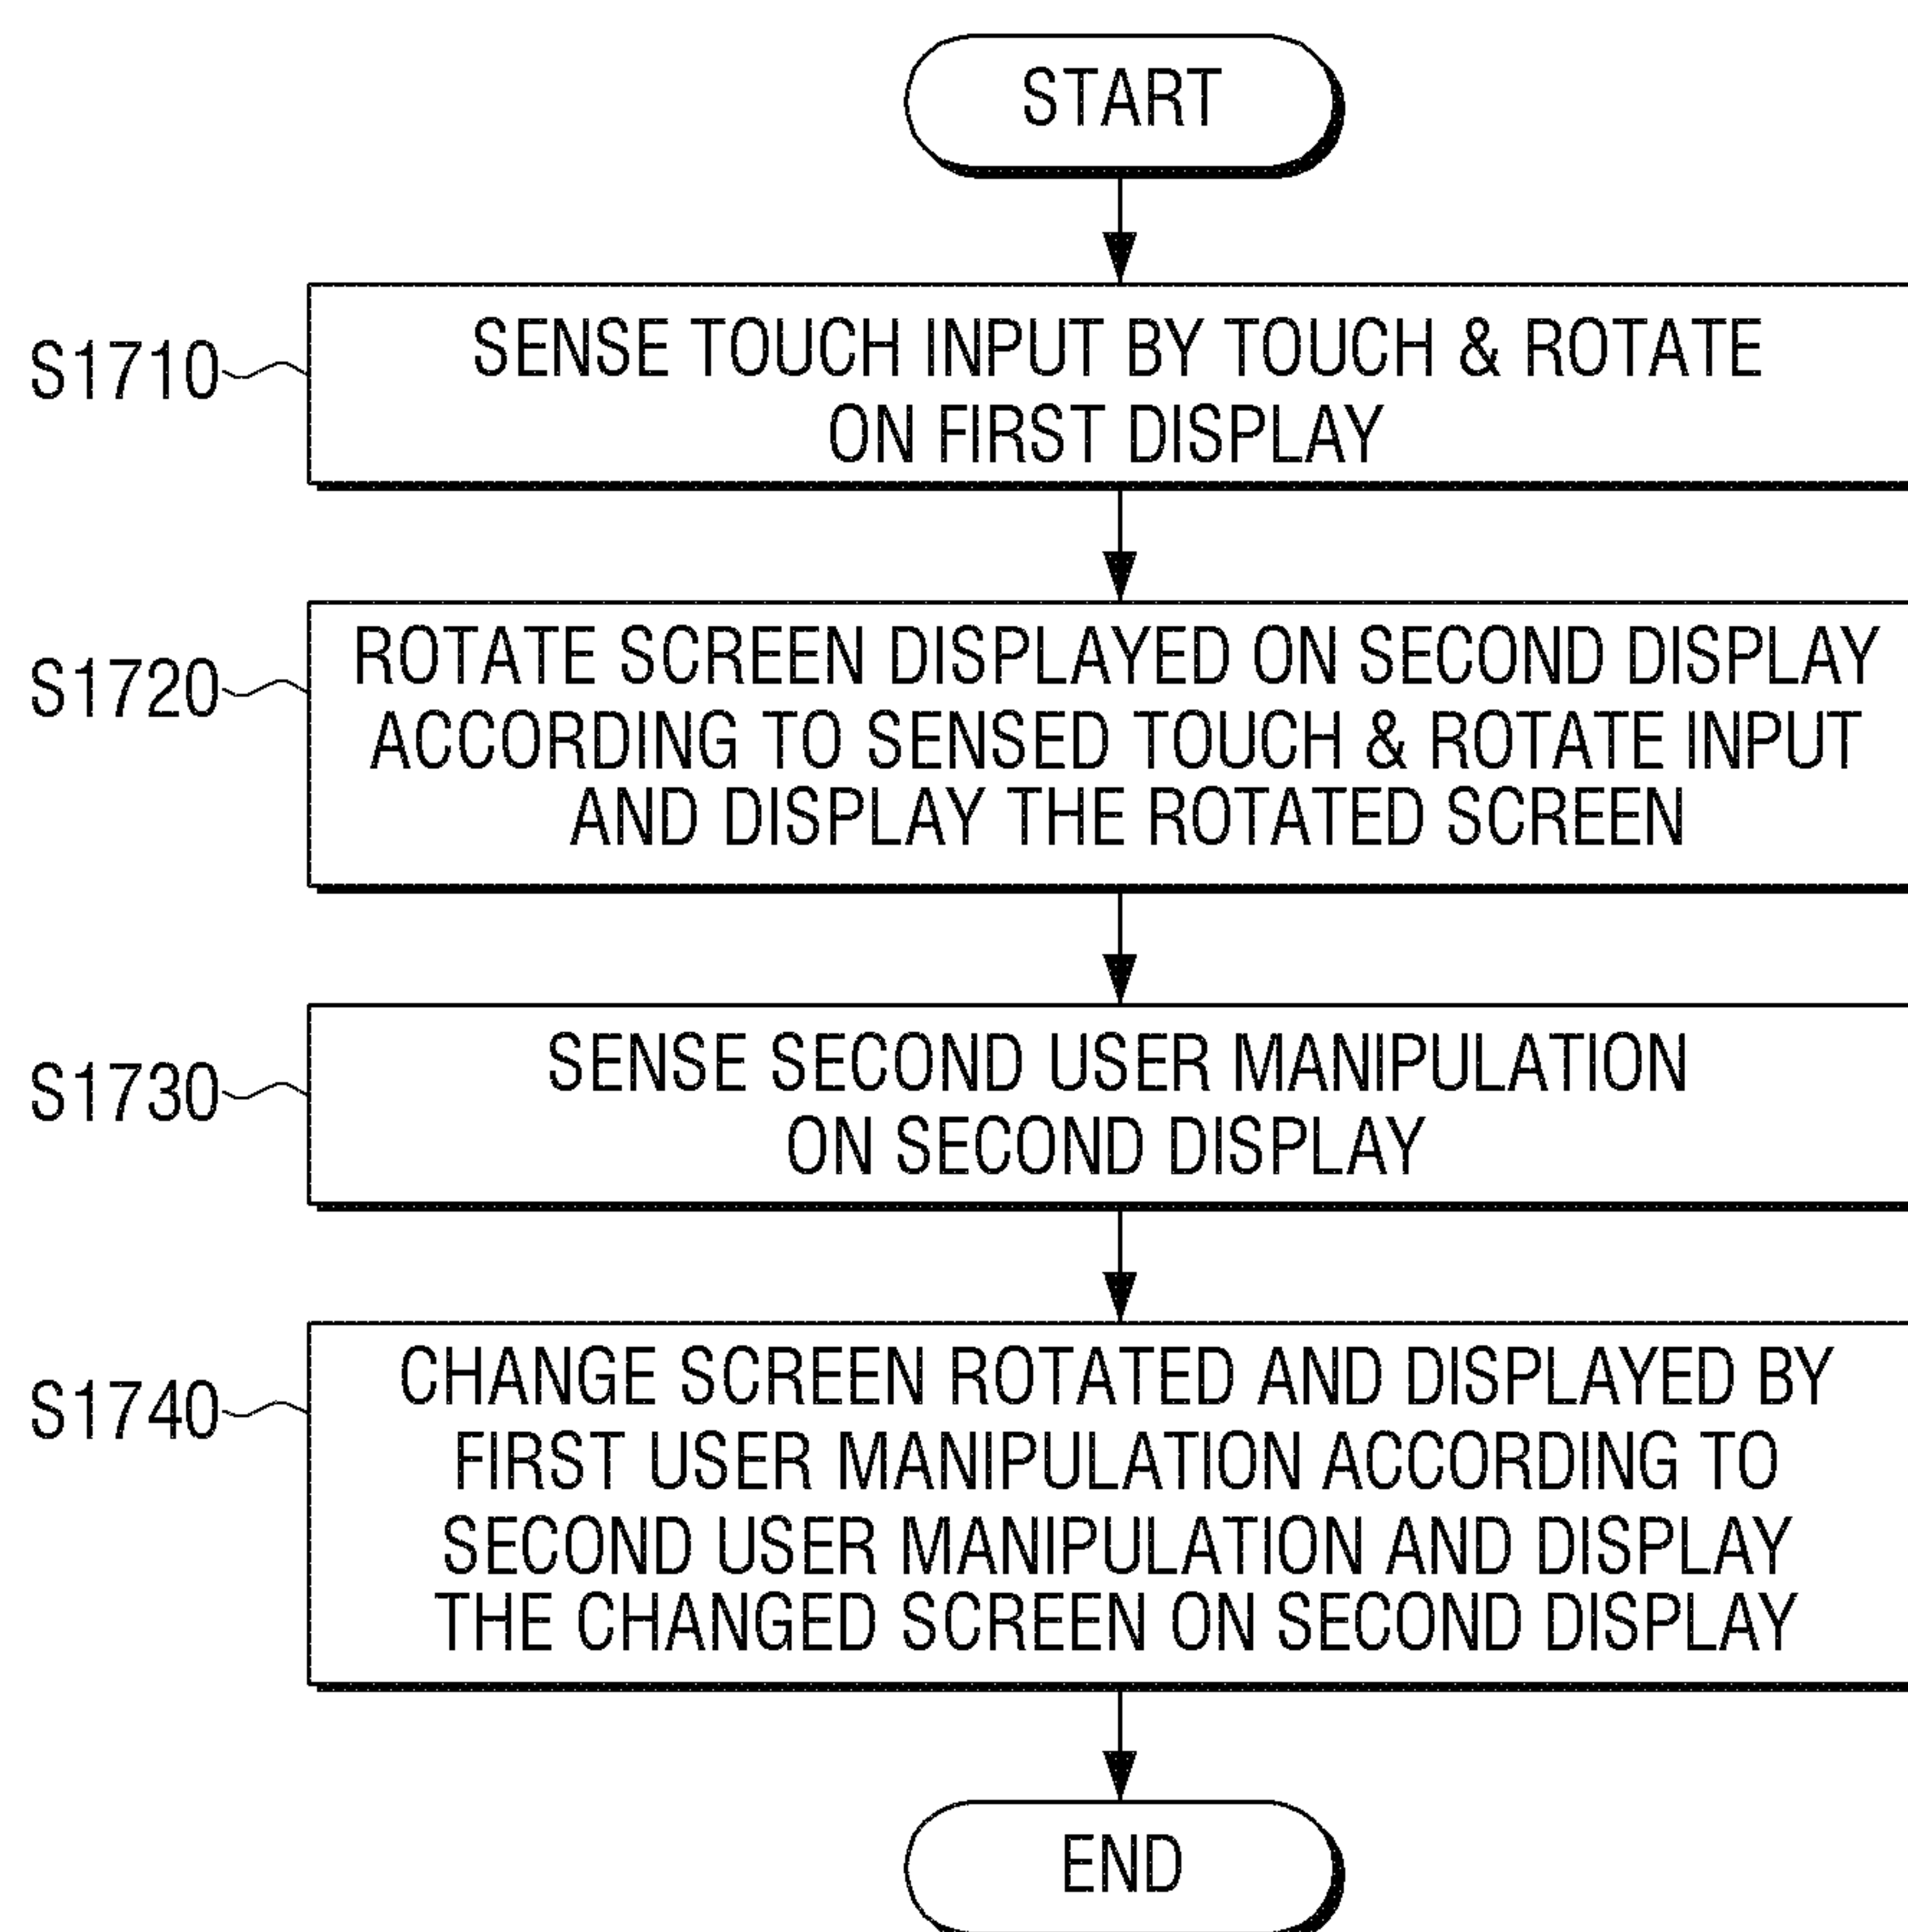 START
S1710
SENSE TOUCH INPUT BY TOUCH & ROTATE
ON FIRST DISPLAY
S1720
ROTATE SCREEN DISPLAYED ON SECOND DISPLAY
ACCORDING TO SENSED TOUCH & ROTATE INPUT
AND DISPLAY THE ROTATED SCREEN
S1730
SENSE SECOND USER MANIPULATION
ON SECOND DISPLAY
S1740
CHANGE SCREEN ROTATED AND DISPLAYED BY
FIRST USER MANIPULATION ACCORDING TO
SECOND USER MANIPULATION AND DISPLAY
THE CHANGED SCREEN ON SECOND DISPLAY
END